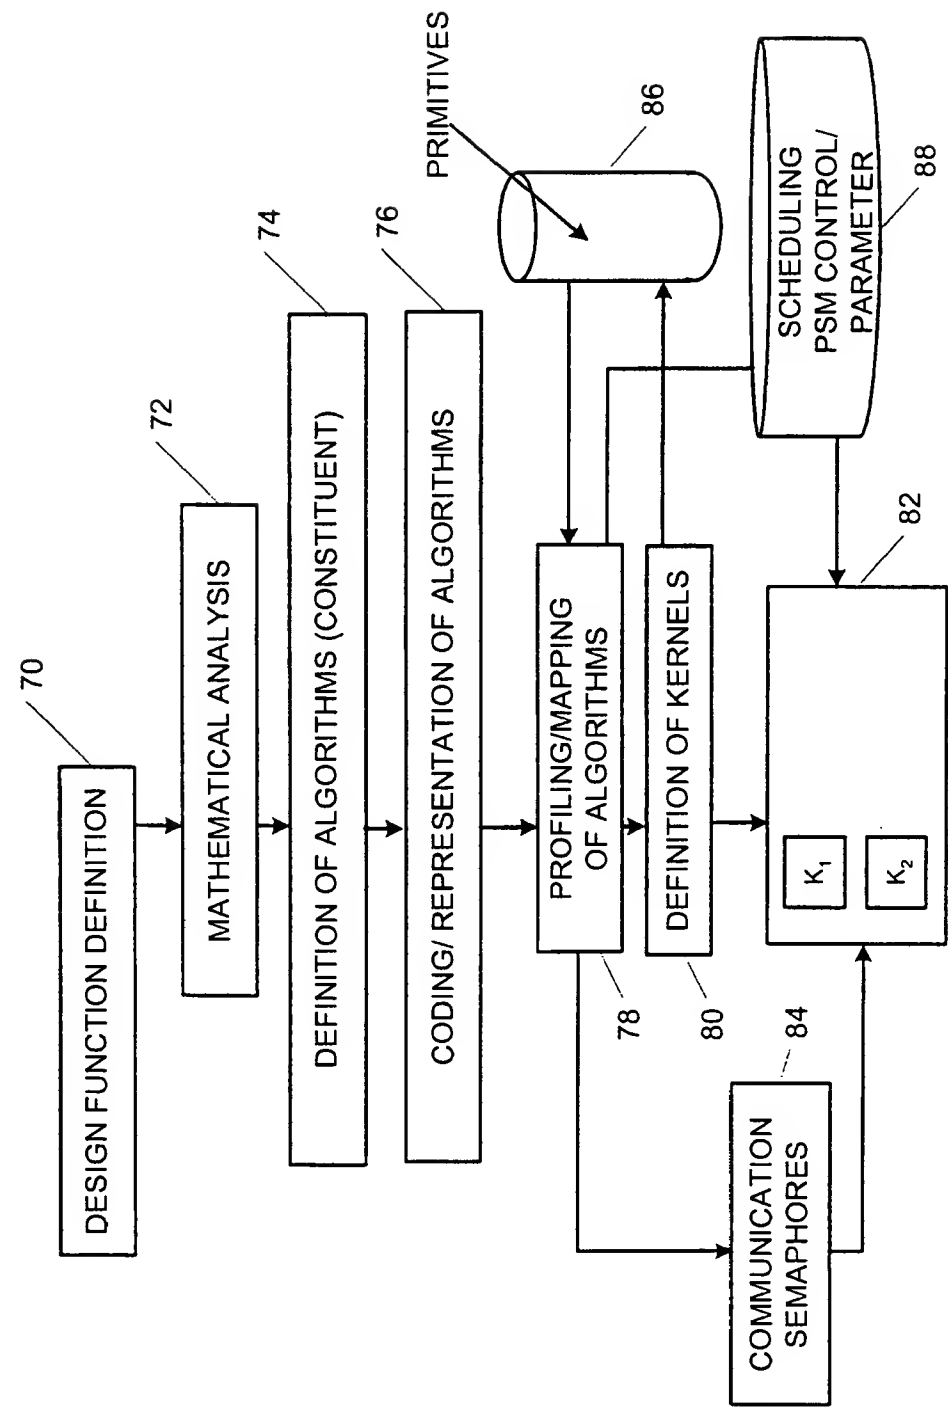 DESIGN FUNCTION DEFINITION
70
MATHEMATICAL ANALYSIS
72
DEFINITION OF ALGORITHMS (CONSTITUENT)
74
CODING/ REPRESENTATION OF ALGORITHMS
76
PRIMITIVES
86
PROFILING/MAPPING
OF ALGORITHMS
78
DEFINITION OF KERNELS
80
COMMUNICATION
SEMAPHORES
84
K1
K2
82
SCHEDULING
PSM CONTROL/
PARAMETER
88